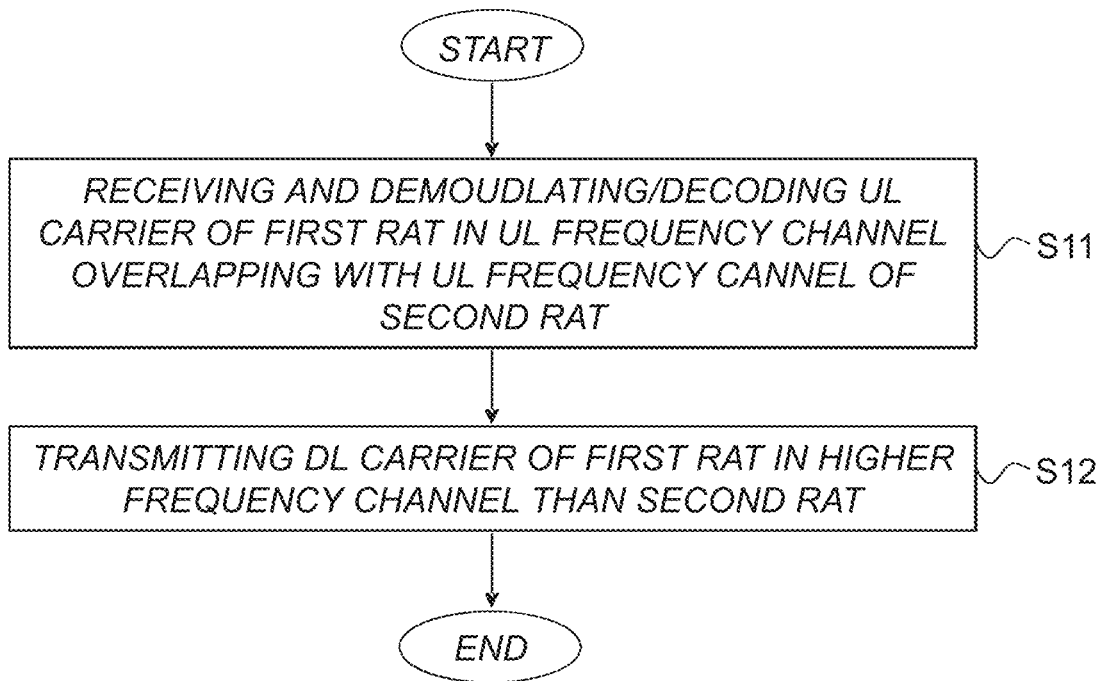 START
RECEIVING AND DEMOUDLATING/DECODING UL
CARRIER OF FIRST RAT IN UL FREQUENCY CHANNEL
OVERLAPPING WITH UL FREQUENCY CANNEL OF
SECOND RAT
S11
TRANSMITTING DL CARRIER OF FIRST RAT IN HIGHER
FREQUENCY CHANNEL THAN SECOND RAT
S12
END